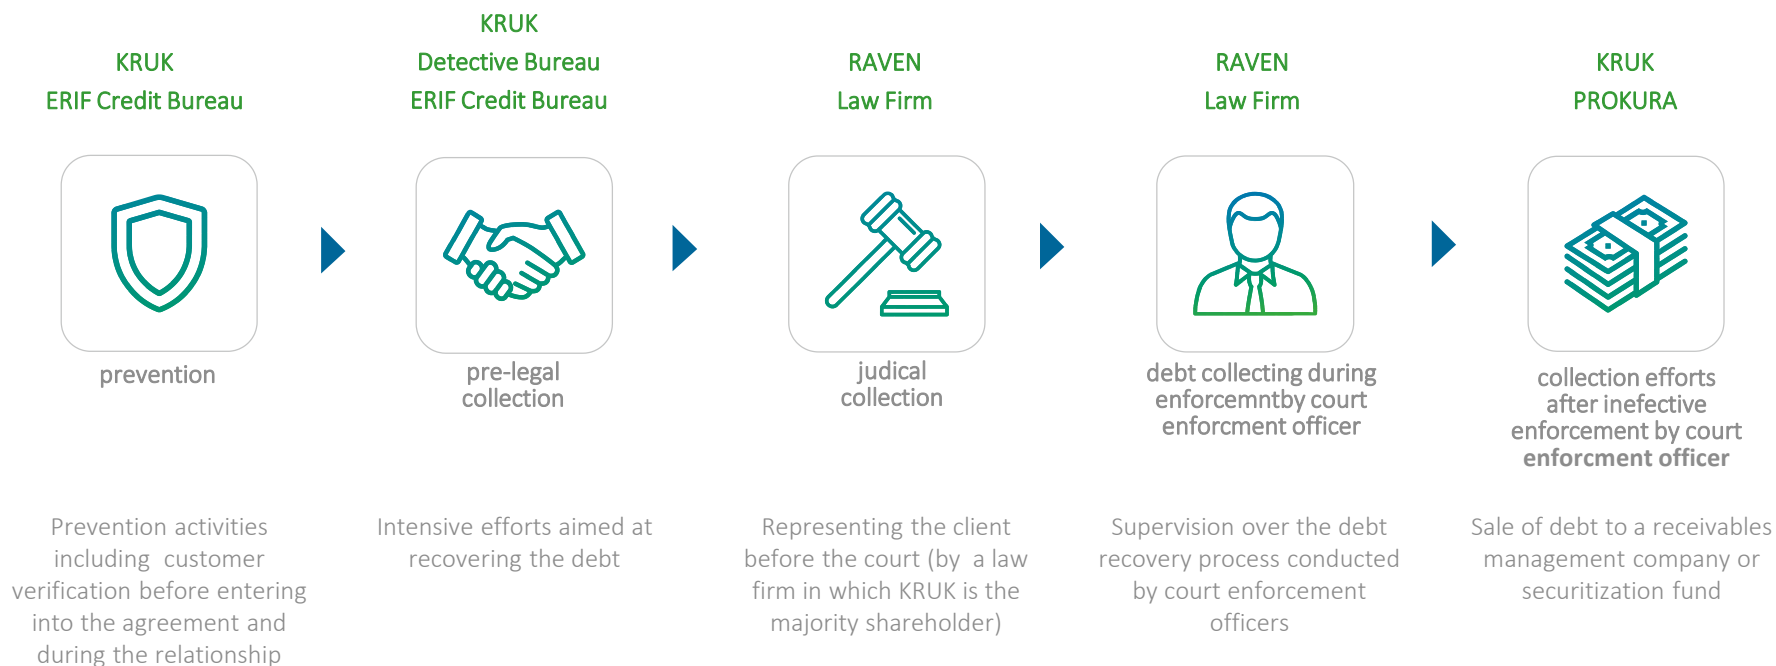 KRUK
ERIF Credit Bureau
KRUK
Detective Bureau
ERIF Credit Bureau
RAVEN
Law Firm
RAVEN
Law Firm
KRUK
PROKURA
prevention
pre-legal
collection
judical
collection
debt collecting during
enforcemntby court
enforcment officer
collection efforts
after inefective
enforcement by court
enforcment officer
Prevention activities
including customer
verification before entering
into the agreement and
during the relationship
Intensive efforts aimed at
recovering the debt
Representing the client
before the court (by a law
firm in which KRUK is the
majority shareholder)
Supervision over the debt
recovery process conducted
by court enforcement
officers
Sale of debt to a receivables
management company or
securitization fund